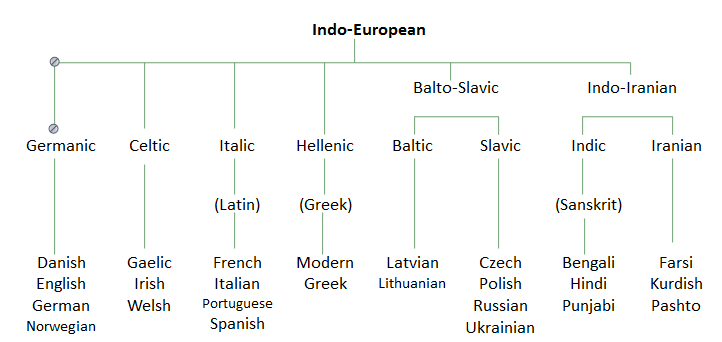 Indo-European
Balto-Slavic Indo-Iranian
Germanic Celtic Italic Hellenic Baltic Slavic Indic Iranian
(Latin) (Greek) (Sanskrit)
Danish Gaelic French Modern Latvian Czech Bengali Farsi
English Irish Italian Greek Lithuanian Polish Hindi Kurdish
German Welsh Portuguese Russian Punjabi Pashto
Norwegian Spanish Ukrainian